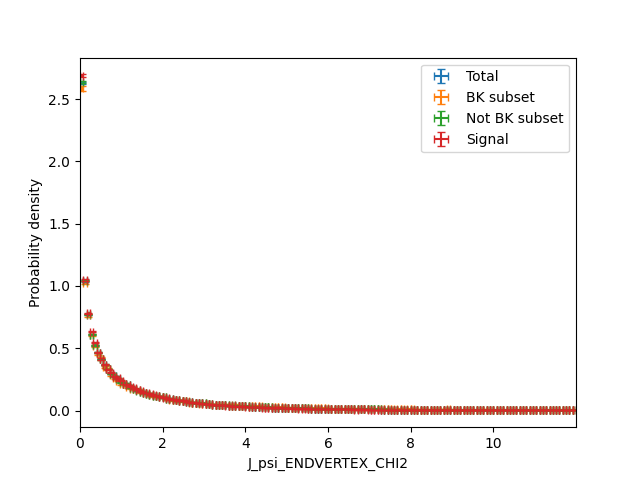 Total
BK subset
Not BK subset
Signal
2.5
2.0
1.5
1.0
0.5
0.0
Probability density
0 2 4 6 8 10
J_psi_ENDVERTEX_CHI2